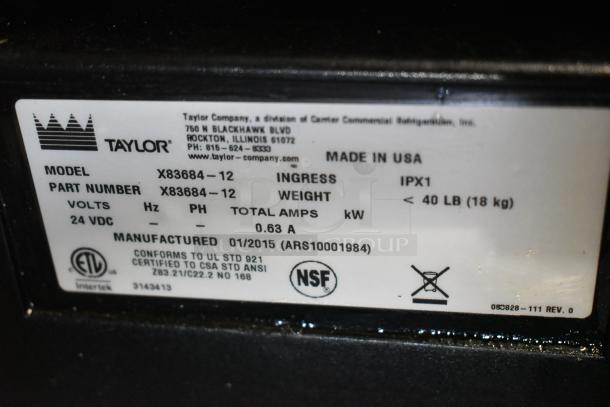 Taylor Company, a division of Carrier Commercial Refrigeration, Inc.
750 N BLACKHAWK BLVD
ROCKTON, ILLINOIS 61072
PH: 815-624-8333
www.taylor-company.com
TAYLOR
MADE IN USA
MODEL X83684-12 INGRESS IPX1
PART NUMBER X83684-12 WEIGHT < 40 LB (18 kg)
VOLTS Hz PH TOTAL AMPS kW
24 VDC - - 0.63 A
MANUFACTURED 01/2015 (ARS10001984)
CONFORMS TO UL STD 921
CERTIFIED TO CSA STD ANSI
Z83.21/C22.2 NO 168
ETL
Intertek
3143413
NSF
083828-111 REV. 0